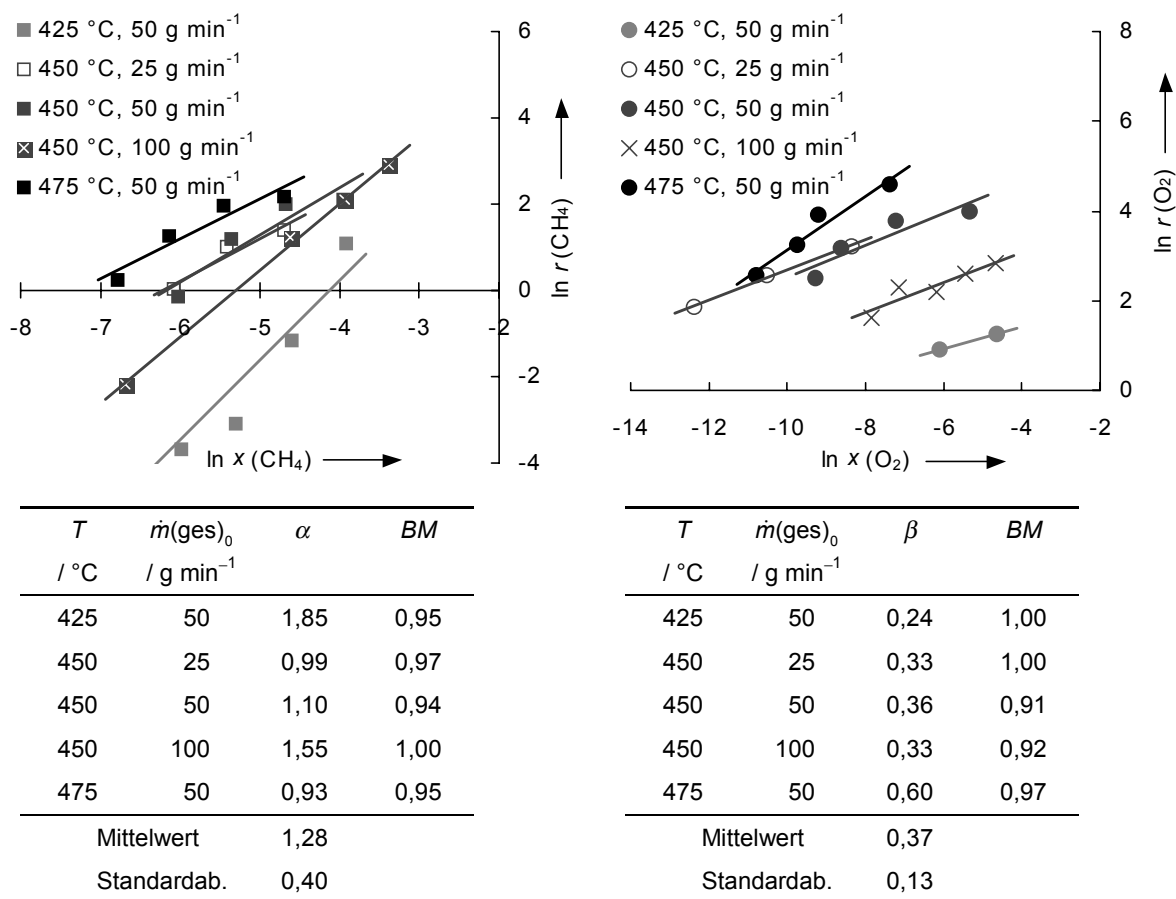 425 °C, 50 g min⁻¹
450 °C, 25 g min⁻¹
450 °C, 50 g min⁻¹
450 °C, 100 g min⁻¹
475 °C, 50 g min⁻¹
6
4
2
0
-2
-4
ln r (CH₄)
-8 -7 -6 -5 -4 -3 -2
ln x (CH₄)
425 °C, 50 g min⁻¹
450 °C, 25 g min⁻¹
450 °C, 50 g min⁻¹
450 °C, 100 g min⁻¹
475 °C, 50 g min⁻¹
8
6
4
2
0
ln r (O₂)
-14 -12 -10 -8 -6 -4 -2
ln x (O₂)
T ṁ(ges)₀ α BM
/ °C / g min⁻¹
425 50 1,85 0,95
450 25 0,99 0,97
450 50 1,10 0,94
450 100 1,55 1,00
475 50 0,93 0,95
Mittelwert 1,28
Standardab. 0,40
T ṁ(ges)₀ β BM
/ °C / g min⁻¹
425 50 0,24 1,00
450 25 0,33 1,00
450 50 0,36 0,91
450 100 0,33 0,92
475 50 0,60 0,97
Mittelwert 0,37
Standardab. 0,13